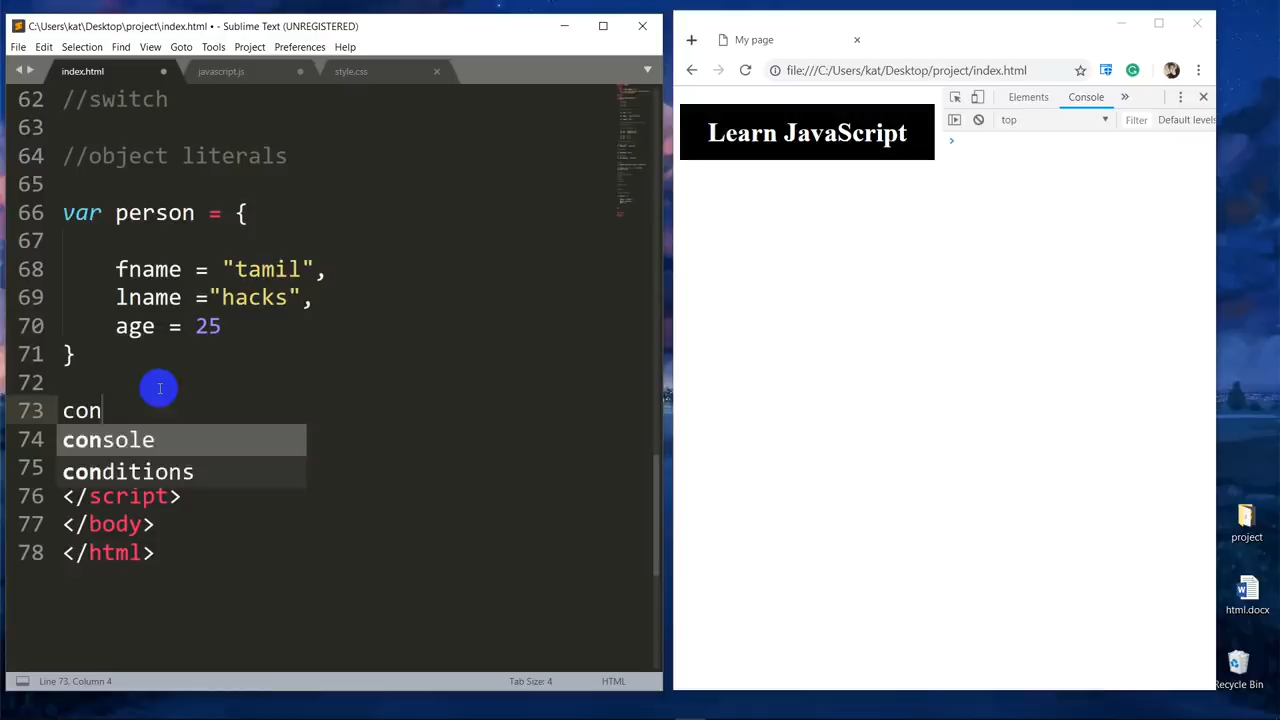 C:\Users\kat\Desktop\project\index.html • - Sublime Text (UNREGISTERED)
File Edit Selection Find View Goto Tools Project Preferences Help
index.html javascript.js style.css
62 //switch
63
64 //object literals
65
66 var person = {
67
68 fname = "tamil",
69 lname ="hacks",
70 age = 25
71 }
72
73 con
74 console
75 conditions
76 </script>
77 </body>
78 </html>
Line 73, Column 4 Tab Size: 4 HTML
My page
file:///C:/Users/kat/Desktop/project/index.html
Learn JavaScript
Elements Console
top Filter Default levels
project
html.docx
Recycle Bin